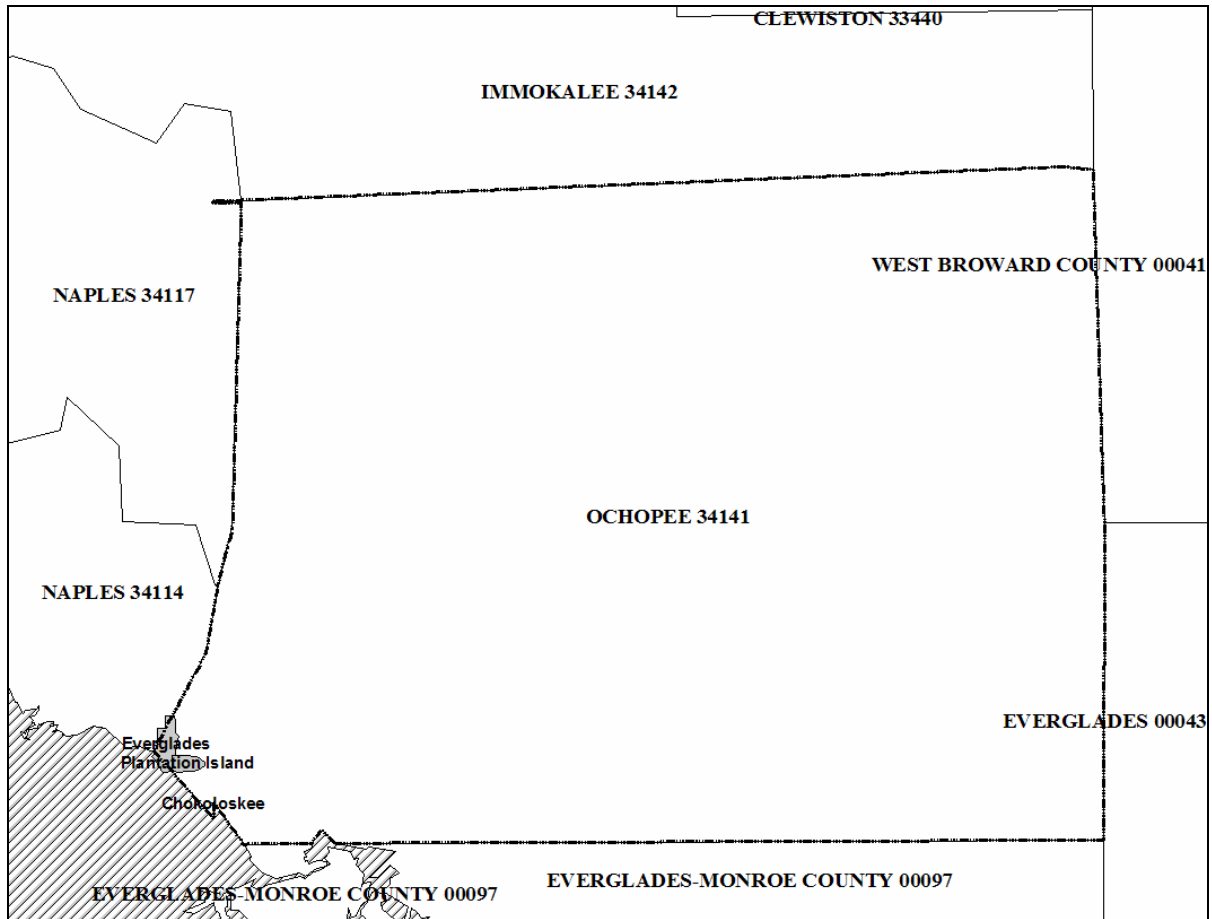 CLEWISTON 33440
IMMOKALEE 34142
WEST BROWARD COUNTY 00041
NAPLES 34117
OCHOPEE 34141
NAPLES 34114
EVERGLADES 00043
Everglades
Plantation Island
Chokoloskee
EVERGLADES-MONROE COUNTY 00097
EVERGLADES-MONROE COUNTY 00097